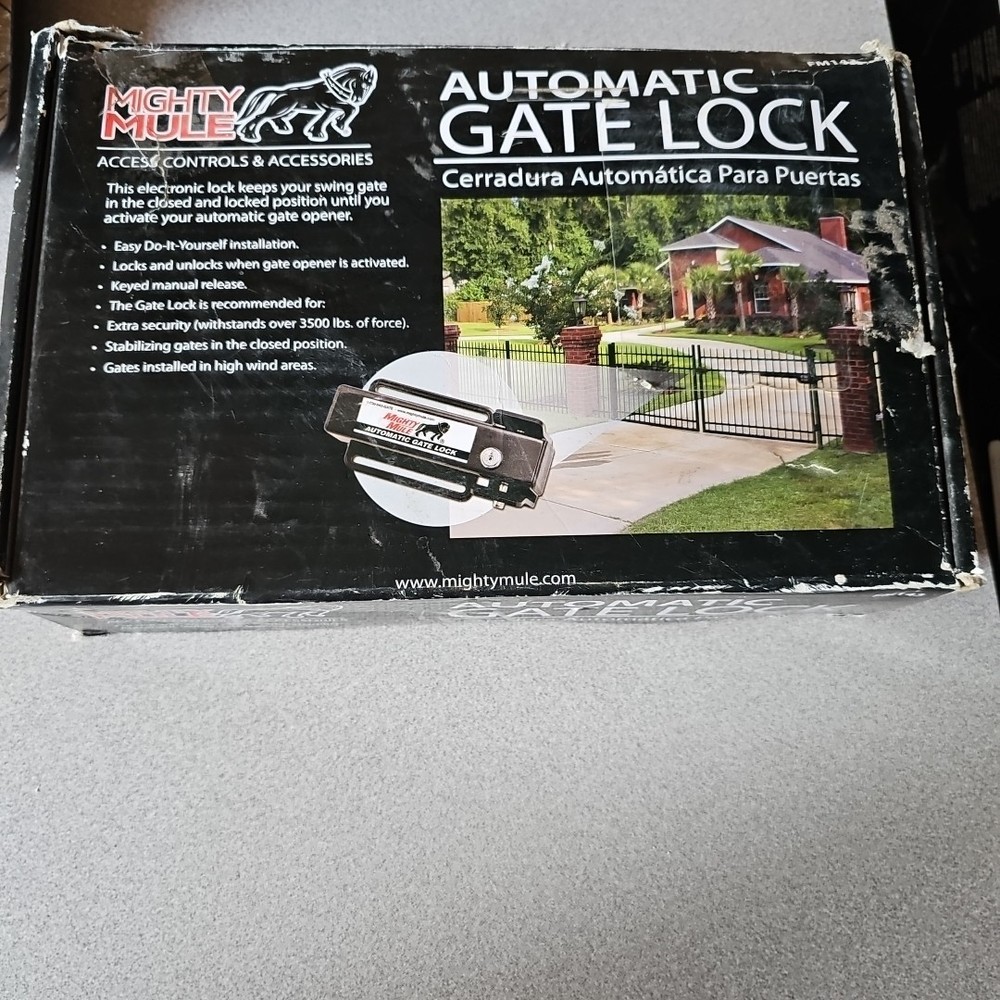 MIGHTY
MULE
ACCESS CONTROLS & ACCESSORIES
This electronic lock keeps your swing gate
in the closed and locked position until you
activate your automatic gate opener.
• Easy Do-It-Yourself installation.
• Locks and unlocks when gate opener is activated.
• Keyed manual release.
• The Gate Lock is recommended for:
• Extra security (withstands over 3500 lbs. of force).
• Stabilizing gates in the closed position.
• Gates installed in high wind areas.
AUTOMATIC
GATE LOCK
Cerradura Automática Para Puertas
MIGHTY
MULE
AUTOMATIC GATE LOCK
www.mightymule.com
AUTOMATIC
GATE LOCK